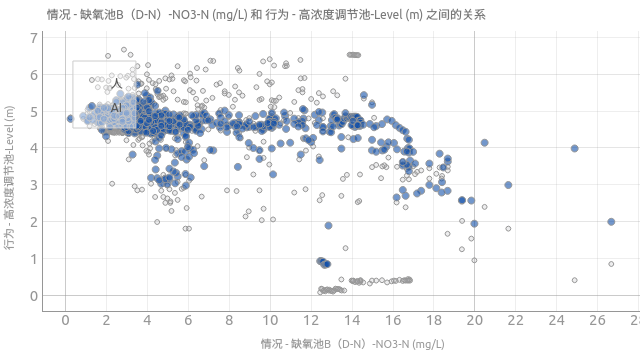 情况 - 缺氧池B（D-N）-NO3-N (mg/L) 和 行为 - 高浓度调节池-Level (m) 之间的关系
7
6
5
4
3
2
1
0
人
AI
行为 - 高浓度调节池-Level (m)
0 2 4 6 8 10 12 14 16 18 20 22 24 26 28
情况 - 缺氧池B（D-N）-NO3-N (mg/L)